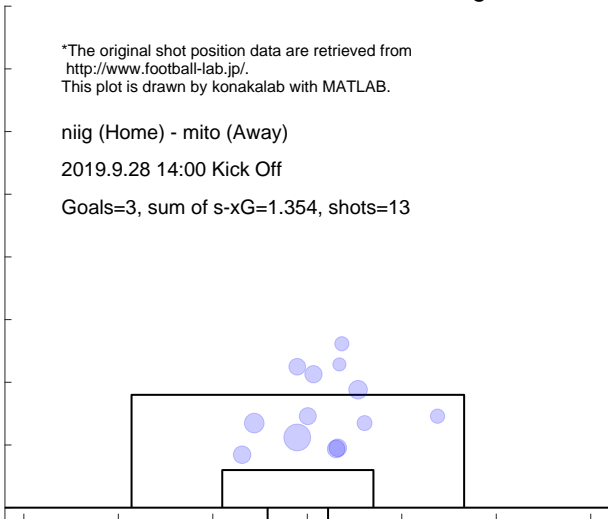 *The original shot position data are retrieved from
http://www.football-lab.jp/.
This plot is drawn by konakalab with MATLAB.
niig (Home) - mito (Away)
2019.9.28 14:00 Kick Off
Goals=3, sum of s-xG=1.354, shots=13